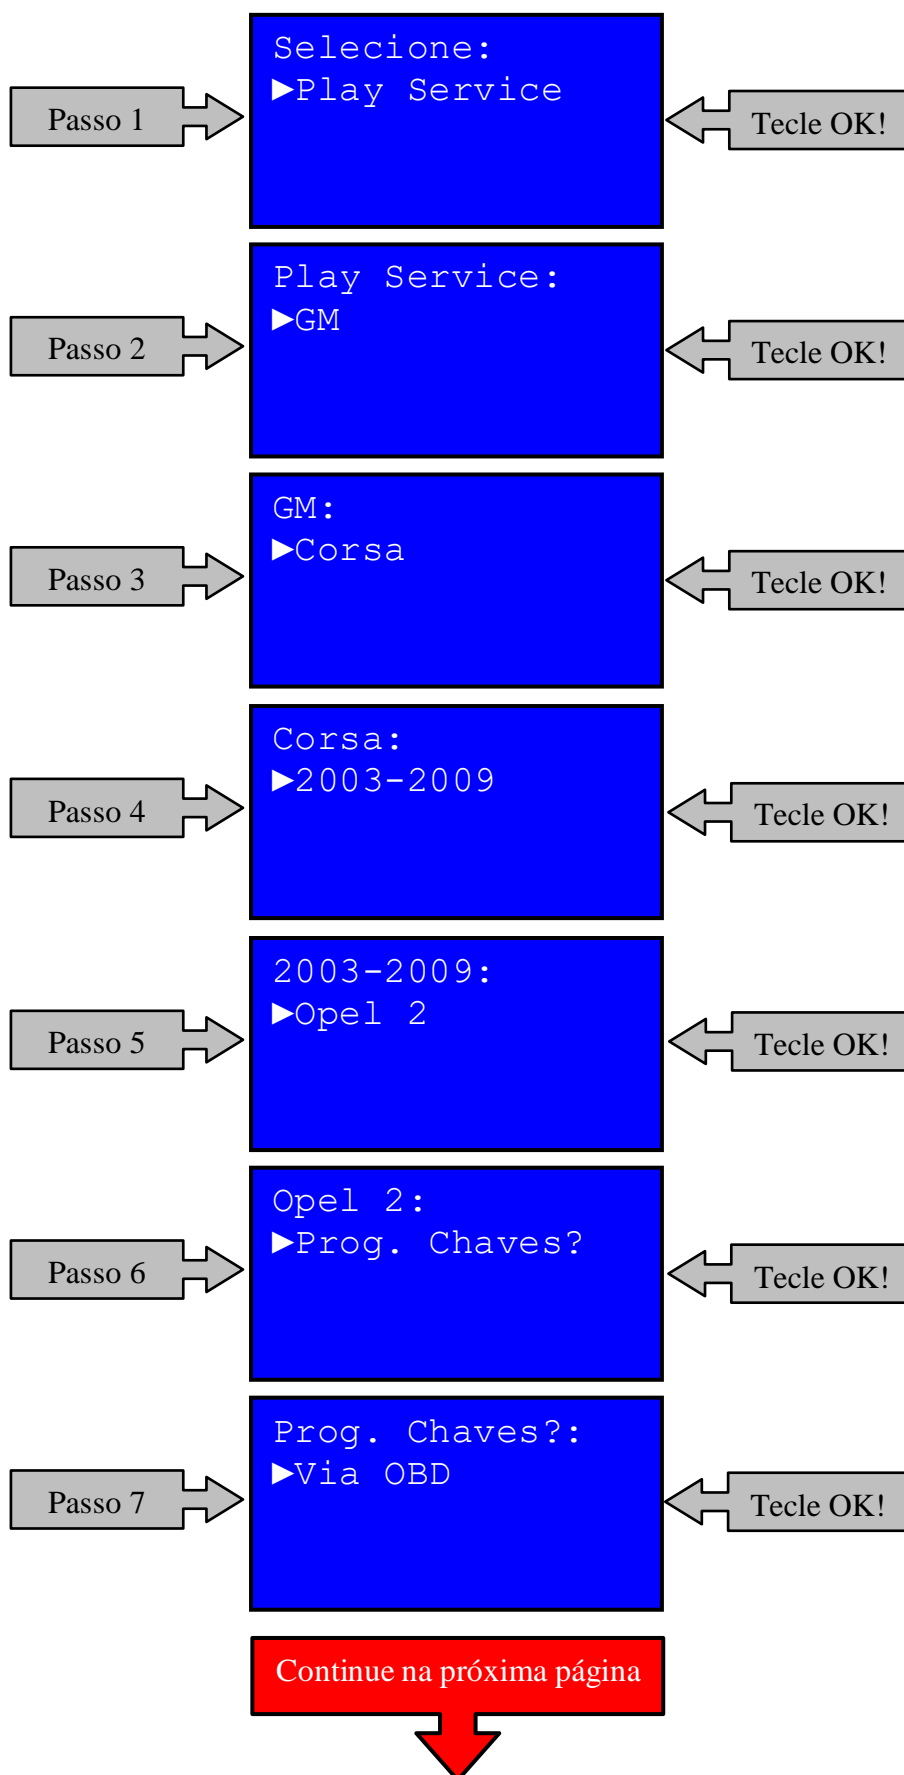 Selecione:
►Play Service
Passo 1
Tecle OK!
Play Service:
►GM
Passo 2
Tecle OK!
GM:
►Corsa
Passo 3
Tecle OK!
Corsa:
►2003-2009
Passo 4
Tecle OK!
2003-2009:
►Opel 2
Passo 5
Tecle OK!
Opel 2:
►Prog. Chaves?
Passo 6
Tecle OK!
Prog. Chaves?:
►Via OBD
Passo 7
Tecle OK!
Continue na próxima página